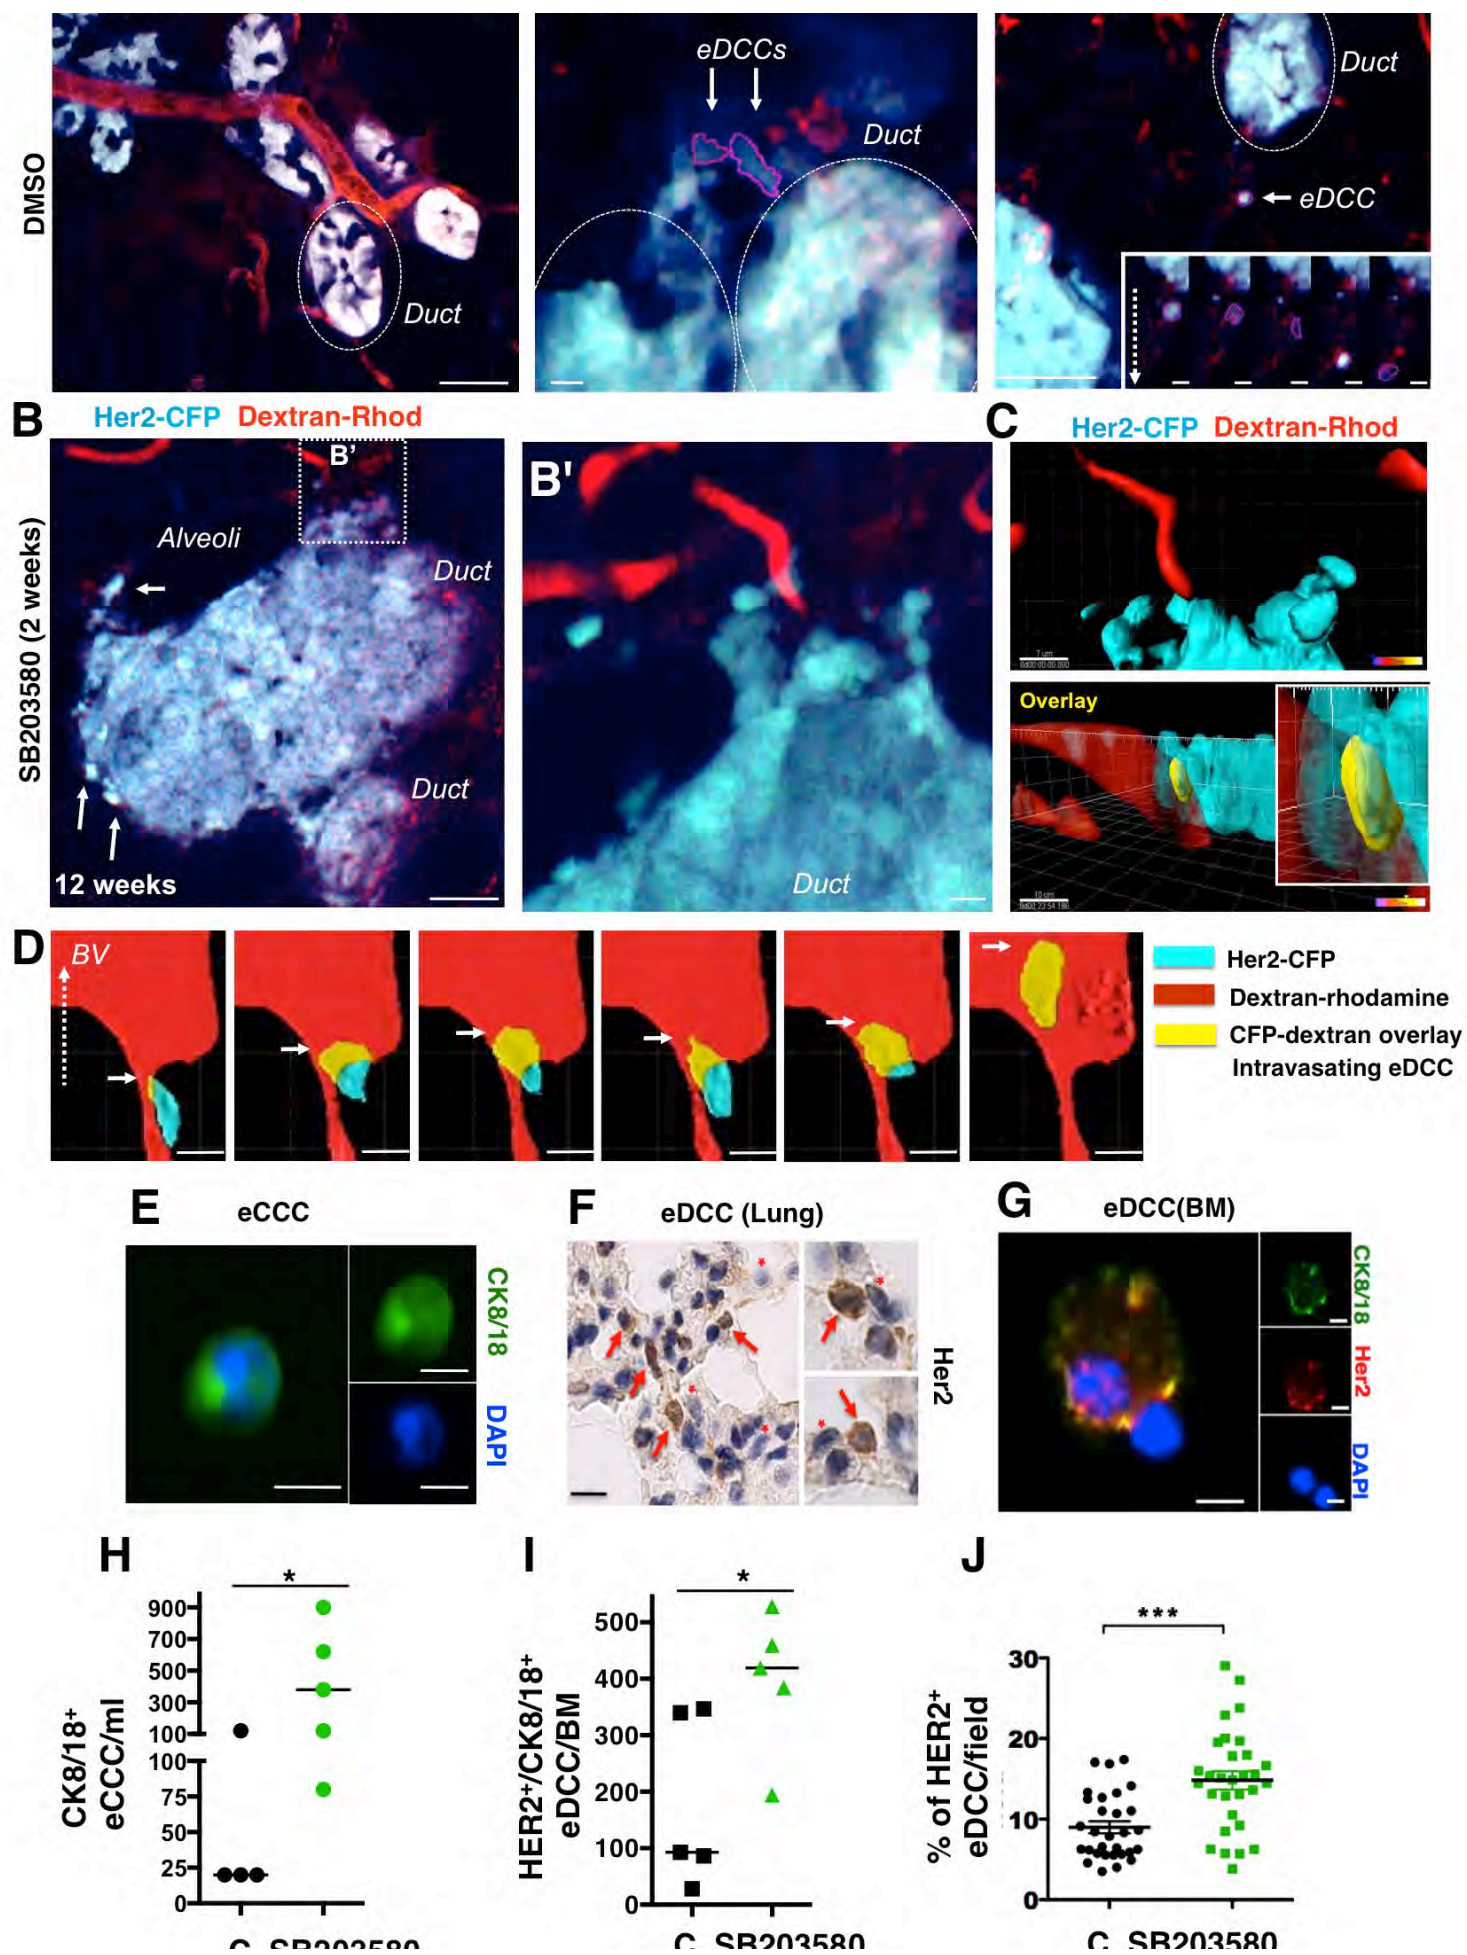 DMSO
Duct
eDCCs
Duct
Duct
eDCC
B
Her2-CFP Dextran-Rhod
C
Her2-CFP Dextran-Rhod
SB203580 (2 weeks)
B'
Alveoli
Duct
Duct
12 weeks
B'
Duct
7 um
Overlay
D
BV
Her2-CFP
Dextran-rhodamine
CFP-dextran overlay
Intravasating eDCC
E
eCCC
CK8/18
DAPI
F
eDCC (Lung)
*
*
*
*
*
Her2
G
eDCC(BM)
CK8/18
Her2
DAPI
H
*
CK8/18+
eCCC/ml
900
700
500
300
100
100
75
50
25
0
C SB203580
I
*
HER2+/CK8/18+
eDCC/BM
500
400
300
200
100
0
C SB203580
J
***
% of HER2+
eDCC/field
30
20
10
0
C SB203580